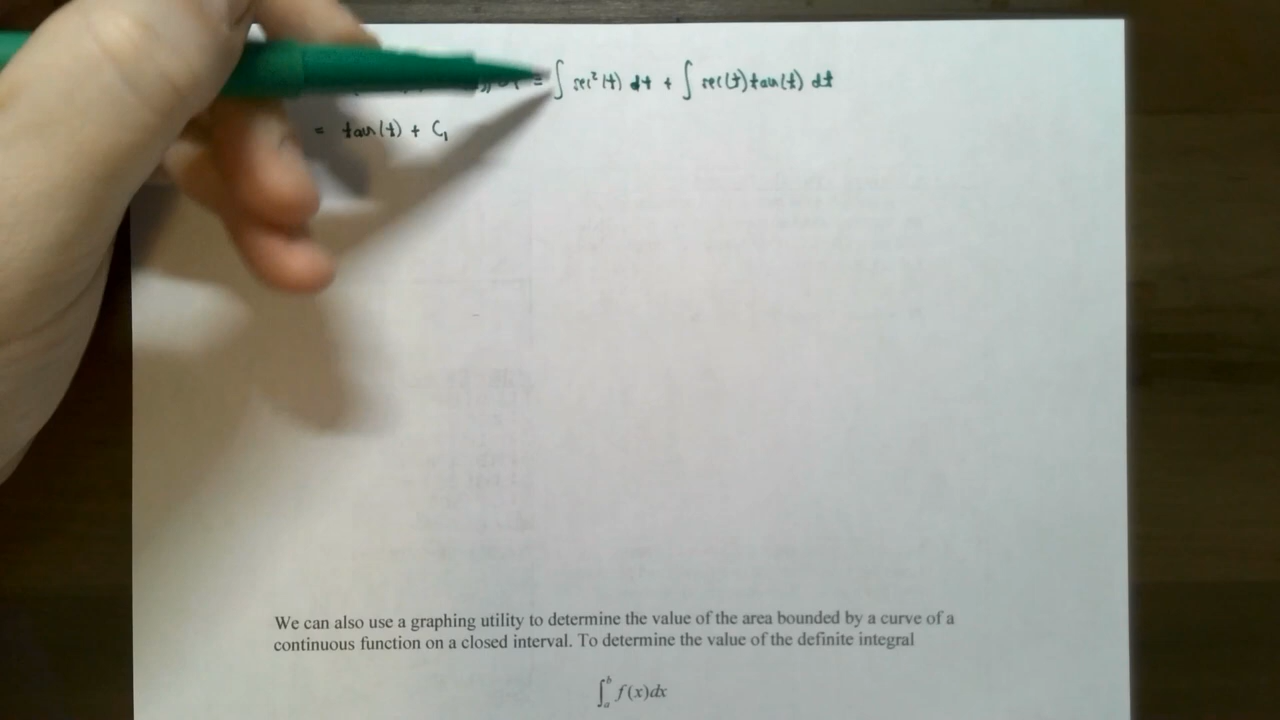 = ∫ sec²(t) dt + ∫ sec(t)tan(t) dt
= tan(t) + C₁
We can also use a graphing utility to determine the value of the area bounded by a curve of a
continuous function on a closed interval. To determine the value of the definite integral
∫ₐᵇ f(x)dx